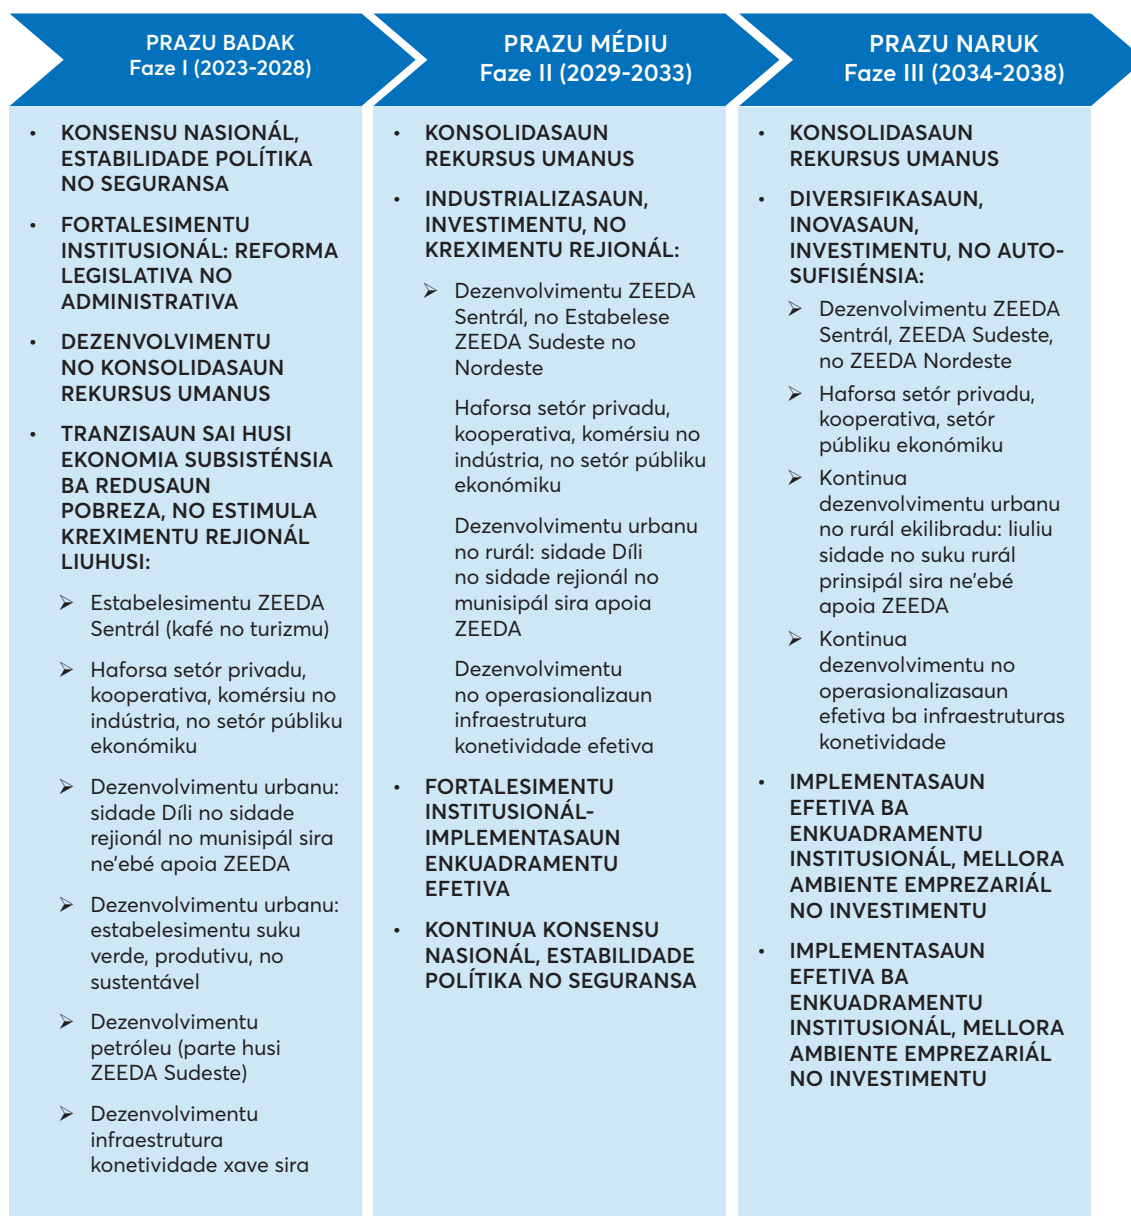 PRAZU BADAK
Faze I (2023-2028)
• KONSENSU NASIONÁL,
ESTABILIDADE POLÍTIKA
NO SEGURANSA
• FORTALESIMENTU
INSTITUSIONÁL: REFORMA
LEGISLATIVA NO
ADMINISTRATIVA
• DEZENVOLVIMENTU
NO KONSOLIDASAUN
REKURSUS UMANUS
• TRANZISAUN SAI HUSI
EKONOMIA SUBSISTÉNSIA
BA REDUSAUN
POBREZA, NO ESTIMULA
KREXIMENTU REJIONÁL
LIUHUSI:
➢ Estabelesimentu ZEEDA
Sentrál (kafé no turizmu)
➢ Haforsa setór privadu,
kooperativa, komérsiu no
indústria, no setór públiku
ekonómiku
➢ Dezenvolvimentu urbanu:
sidade Díli no sidade
rejionál no munisipál sira
ne'ebé apoia ZEEDA
➢ Dezenvolvimentu urbanu:
estabelesimentu suku
verde, produtivu, no
sustentável
➢ Dezenvolvimentu
petróleu (parte husi
ZEEDA Sudeste)
➢ Dezenvolvimentu
infraestrutura
konetividade xave sira
PRAZU MÉDIU
Faze II (2029-2033)
• KONSOLIDASAUN
REKURSUS UMANUS
• INDUSTRIALIZASAUN,
INVESTIMENTU, NO
KREXIMENTU REJIONÁL:
➢ Dezenvolvimentu ZEEDA
Sentrál, no Estabelese
ZEEDA Sudeste no
Nordeste
Haforsa setór privadu,
kooperativa, komérsiu no
indústria, no setór públiku
ekonómiku
Dezenvolvimentu urbanu
no rurál: sidade Díli
no sidade rejionál no
munisipál sira apoia
ZEEDA
Dezenvolvimentu
no operasionalizaun
infraestrutura
konetividade efetiva
• FORTALESIMENTU
INSTITUSIONÁL-
IMPLEMENTASAUN
ENKUADRAMENTU
EFETIVA
• KONTINUA KONSENSU
NASIONÁL, ESTABILIDADE
POLÍTIKA NO SEGURANSA
PRAZU NARUK
Faze III (2034-2038)
• KONSOLIDASAUN
REKURSUS UMANUS
• DIVERSIFIKASAUN,
INOVASAUN,
INVESTIMENTU, NO AUTO-
SUFISIÉNSIA:
➢ Dezenvolvimentu ZEEDA
Sentrál, ZEEDA Sudeste,
no ZEEDA Nordeste
➢ Haforsa setór privadu,
kooperativa, setór
públiku ekonómiku
➢ Kontinua
dezenvolvimentu urbanu
no rurál ekilibradu: liuliu
sidade no suku rurál
prinsipál sira ne'ebé
apoia ZEEDA
➢ Kontinua
dezenvolvimentu no
operasionalizasaun
efetiva ba infraestruturas
konetividade
• IMPLEMENTASAUN
EFETIVA BA
ENKUADRAMENTU
INSTITUSIONÁL, MELLORA
AMBIENTE EMPREZARIÁL
NO INVESTIMENTU
• IMPLEMENTASAUN
EFETIVA BA
ENKUADRAMENTU
INSTITUSIONÁL, MELLORA
AMBIENTE EMPREZARIÁL
NO INVESTIMENTU